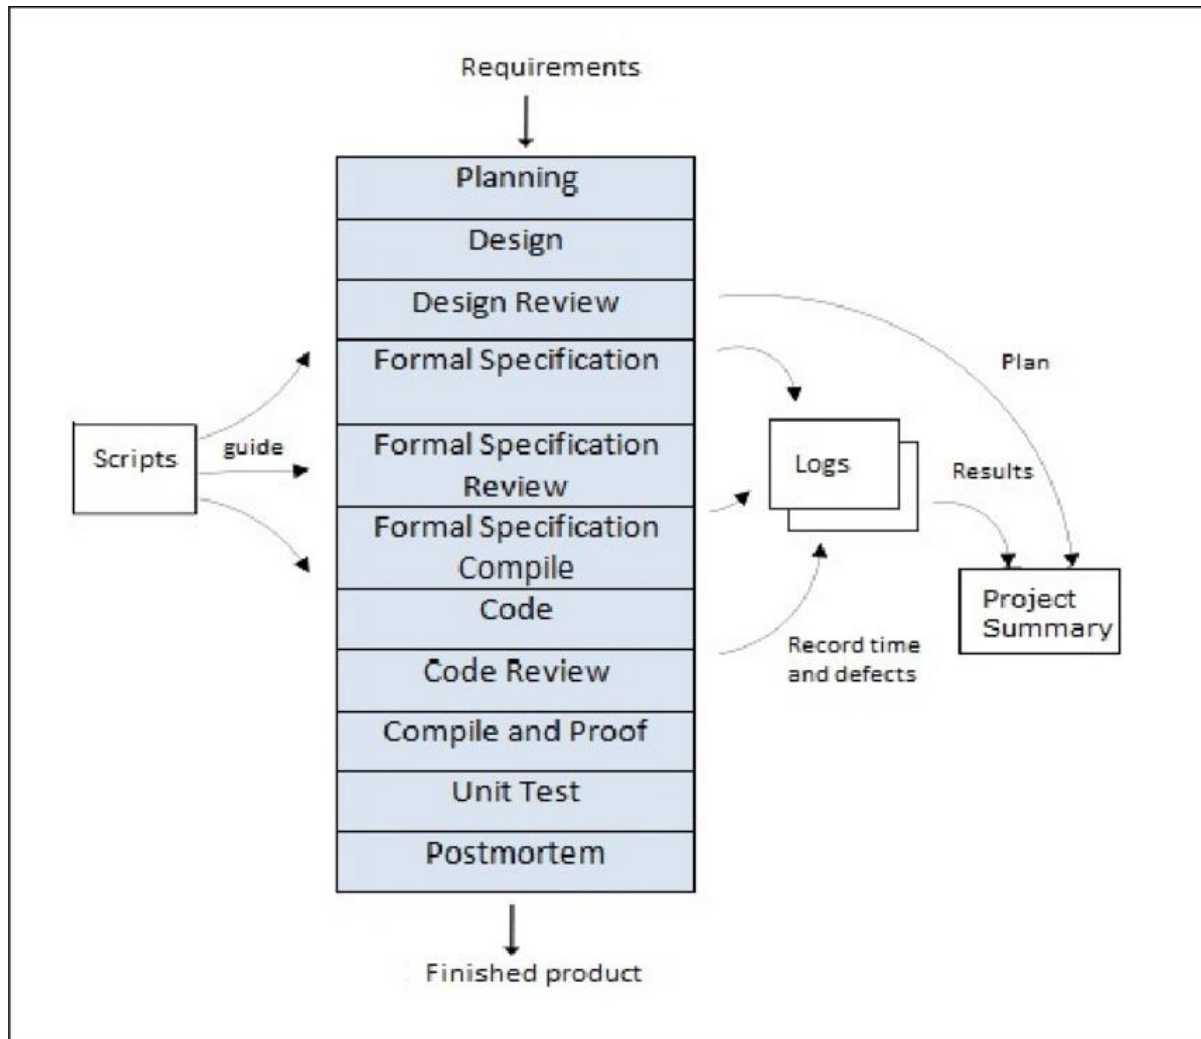 Requirements
Planning
Design
Design Review
Formal Specification
Formal Specification
Review
Formal Specification
Compile
Code
Code Review
Compile and Proof
Unit Test
Postmortem
Finished product
Scripts
guide
Logs
Plan
Results
Record time
and defects
Project
Summary